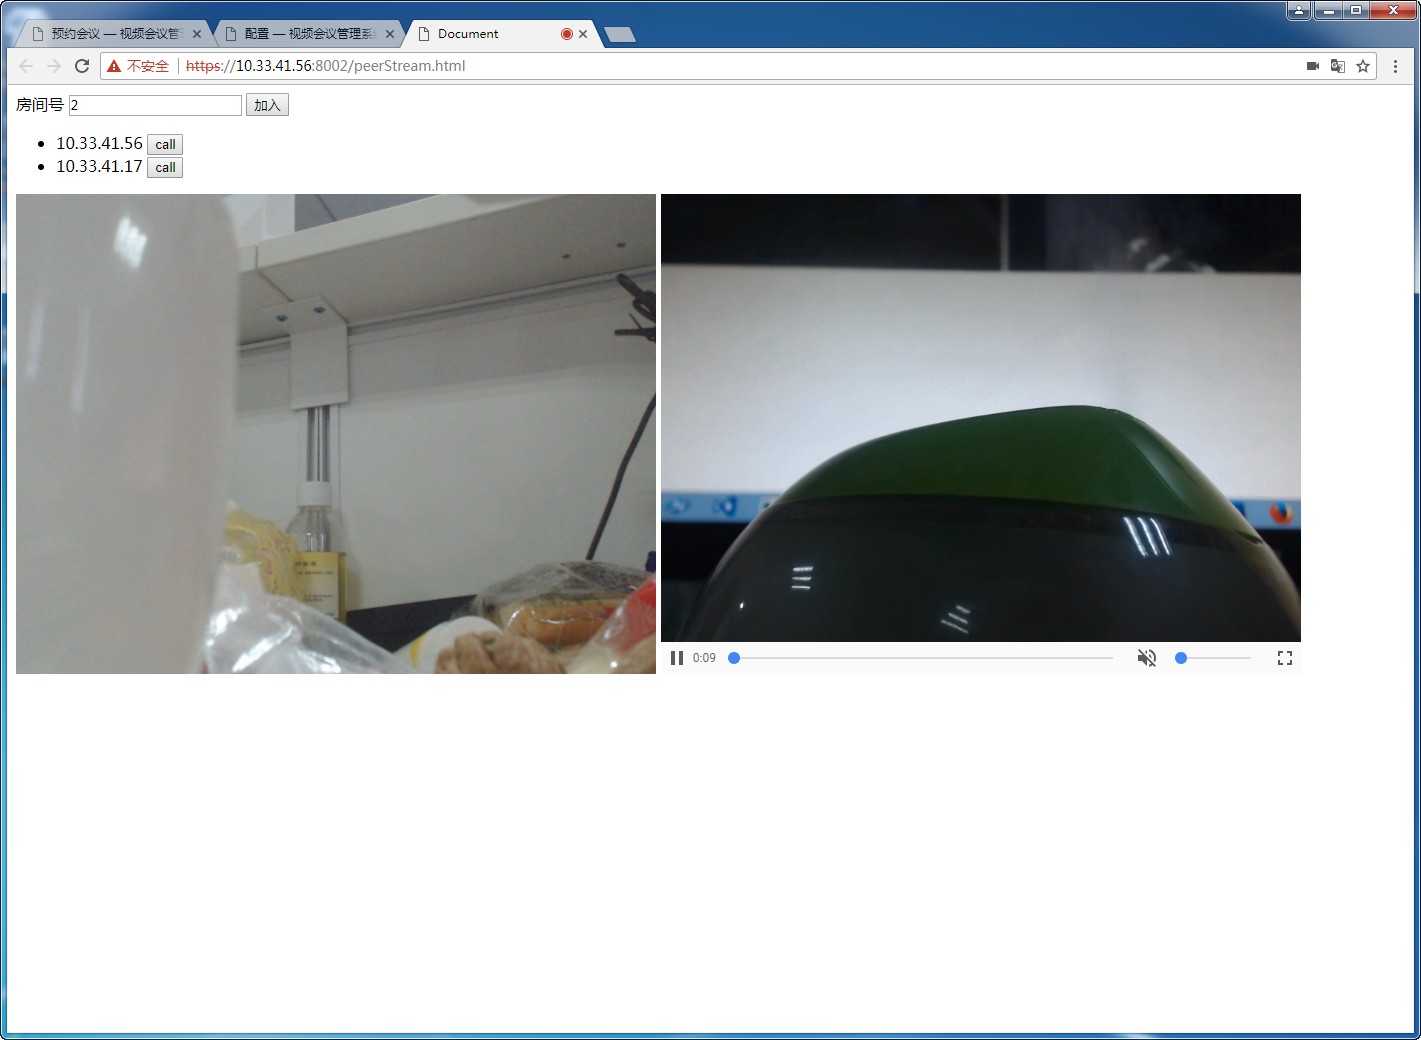 预约会议 — 视频会议管
配置 — 视频会议管理系
Document
不安全
https://10.33.41.56:8002/peerStream.html
房间号 2 加入
10.33.41.56 call
10.33.41.17 call
0:09